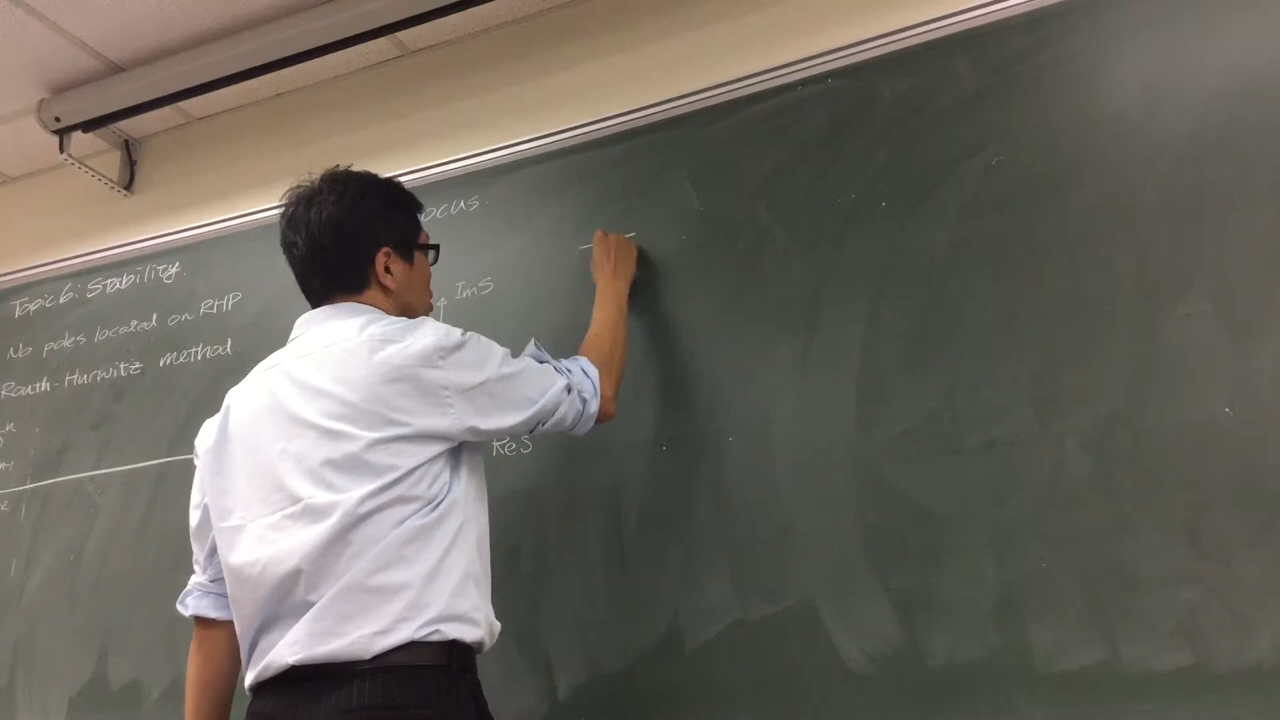 Topic 6: Stability.
No poles located on RHP
Routh-Hurwitz method
ocus.
ImS
ReS